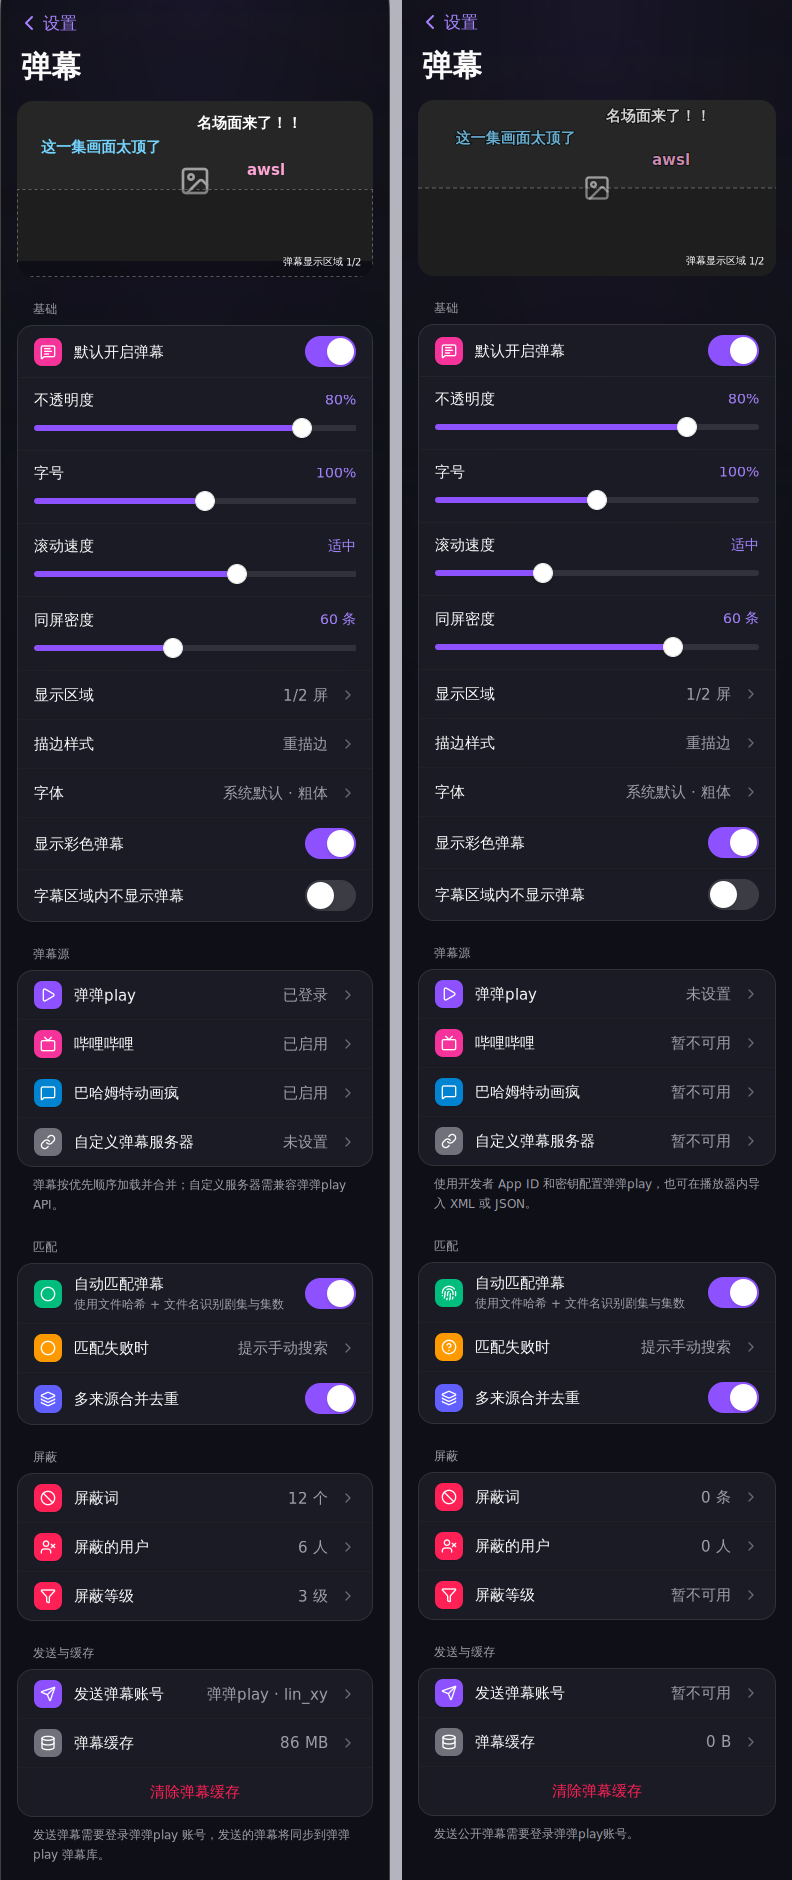 设置
弹幕
名场面来了！！
这一集画面太顶了
awsl
弹幕显示区域 1/2
基础
默认开启弹幕
不透明度 80%
字号 100%
滚动速度 适中
同屏密度 60 条
显示区域 1/2 屏
描边样式 重描边
字体 系统默认 · 粗体
显示彩色弹幕
字幕区域内不显示弹幕
弹幕源
弹弹play 已登录
哔哩哔哩 已启用
巴哈姆特动画疯 已启用
自定义弹幕服务器 未设置
弹幕按优先顺序加载并合并；自定义服务器需兼容弹弹play
API。
匹配
自动匹配弹幕
使用文件哈希 + 文件名识别剧集与集数
匹配失败时 提示手动搜索
多来源合并去重
屏蔽
屏蔽词 12 个
屏蔽的用户 6 人
屏蔽等级 3 级
发送与缓存
发送弹幕账号 弹弹play · lin_xy
弹幕缓存 86 MB
清除弹幕缓存
发送弹幕需要登录弹弹play 账号，发送的弹幕将同步到弹弹
play 弹幕库。
设置
弹幕
名场面来了！！
这一集画面太顶了
awsl
弹幕显示区域 1/2
基础
默认开启弹幕
不透明度 80%
字号 100%
滚动速度 适中
同屏密度 60 条
显示区域 1/2 屏
描边样式 重描边
字体 系统默认 · 粗体
显示彩色弹幕
字幕区域内不显示弹幕
弹幕源
弹弹play 未设置
哔哩哔哩 暂不可用
巴哈姆特动画疯 暂不可用
自定义弹幕服务器 暂不可用
使用开发者 App ID 和密钥配置弹弹play，也可在播放器内导
入 XML 或 JSON。
匹配
自动匹配弹幕
使用文件哈希 + 文件名识别剧集与集数
匹配失败时 提示手动搜索
多来源合并去重
屏蔽
屏蔽词 0 条
屏蔽的用户 0 人
屏蔽等级 暂不可用
发送与缓存
发送弹幕账号 暂不可用
弹幕缓存 0 B
清除弹幕缓存
发送公开弹幕需要登录弹弹play账号。